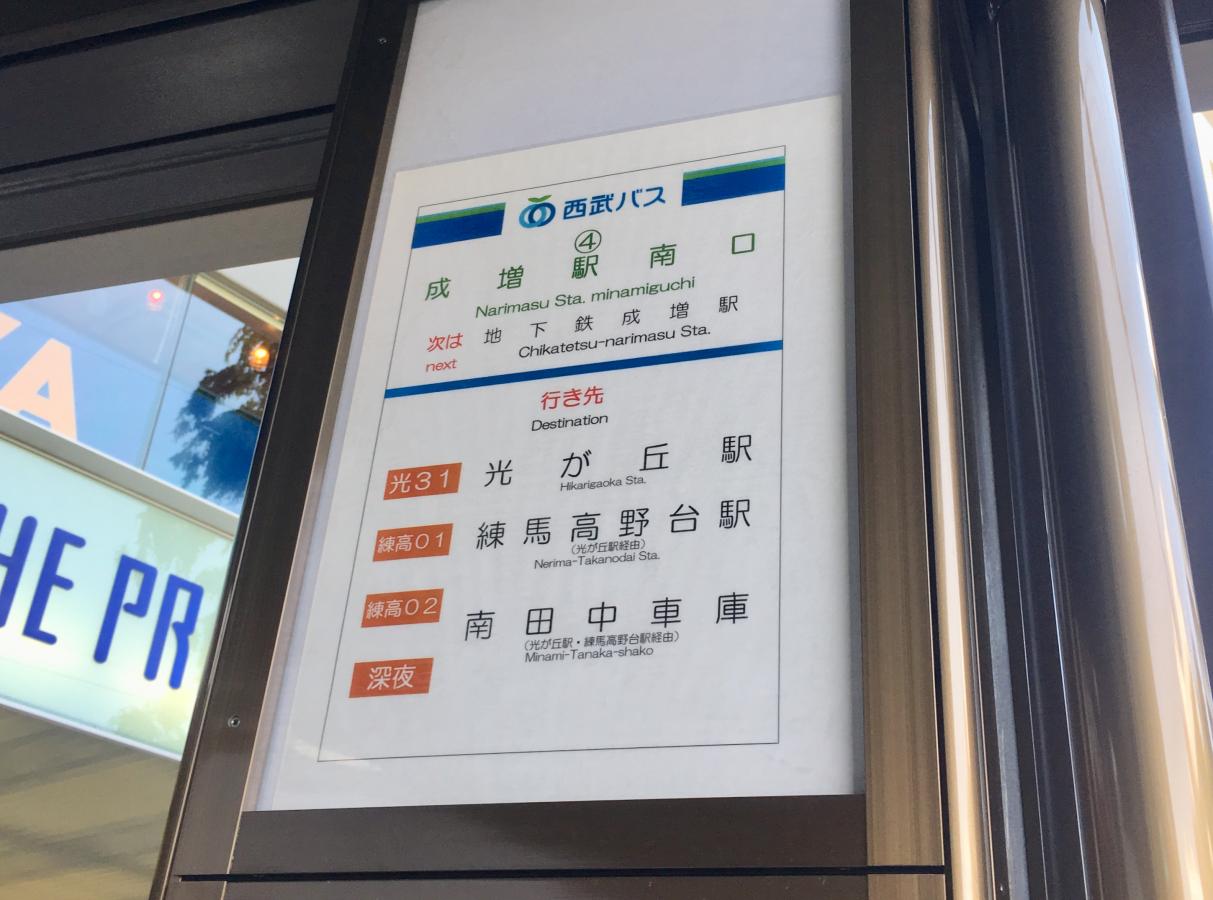 西武バス
④
成増駅南口
Narimasu Sta. minamiguchi
次は 地下鉄成増駅
next Chikatetsu-narimasu Sta.
行き先
Destination
光31 光が丘駅
Hikarigaoka Sta.
練高01 練馬高野台駅
(光が丘駅経由)
Nerima-Takanodai Sta.
練高02 南田中車庫
(光が丘駅・練馬高野台駅経由)
Minami-Tanaka-shako
深夜
A
HE PR